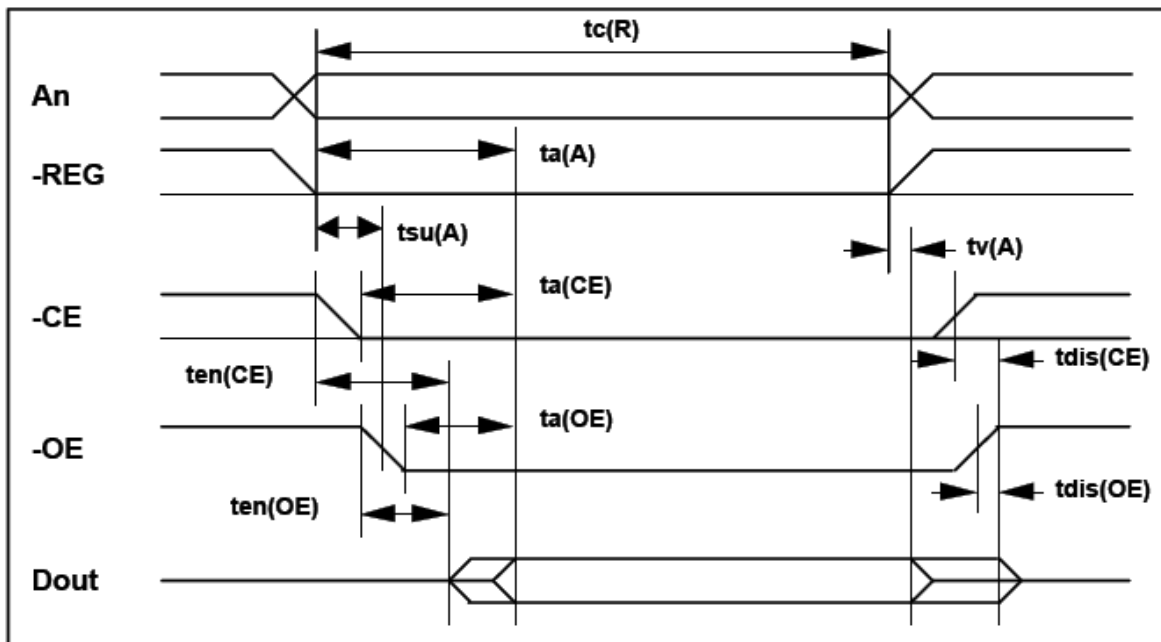 tc(R)
An
ta(A)
-REG
tsu(A)
tv(A)
ta(CE)
-CE
ten(CE)
tdis(CE)
ta(OE)
-OE
ten(OE)
tdis(OE)
Dout